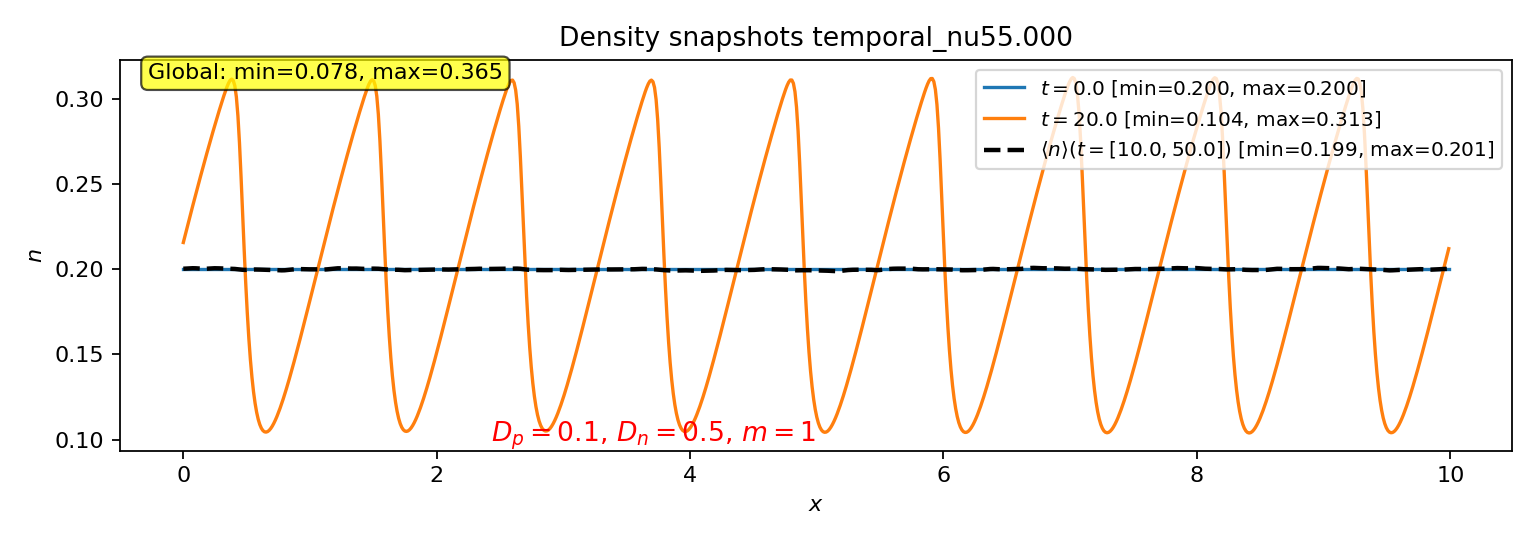 Density snapshots temporal_nu55.000
Global: min=0.078, max=0.365
t = 0.0 [min=0.200, max=0.200]
t = 20.0 [min=0.104, max=0.313]
⟨n⟩(t = [10.0, 50.0]) [min=0.199, max=0.201]
0.30
0.25
0.20
0.15
0.10
n
D_p = 0.1, D_n = 0.5, m = 1
0 2 4 6 8 10
x